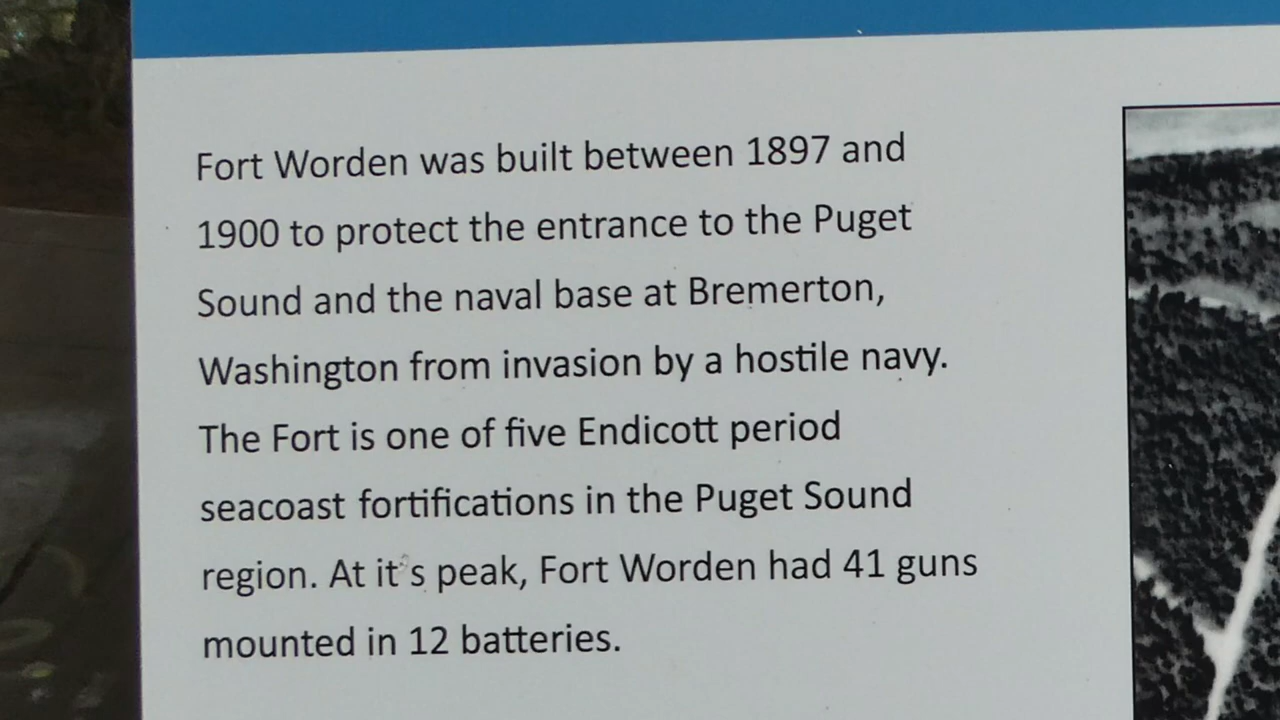 Fort Worden was built between 1897 and
1900 to protect the entrance to the Puget
Sound and the naval base at Bremerton,
Washington from invasion by a hostile navy.
The Fort is one of five Endicott period
seacoast fortifications in the Puget Sound
region. At it's peak, Fort Worden had 41 guns
mounted in 12 batteries.